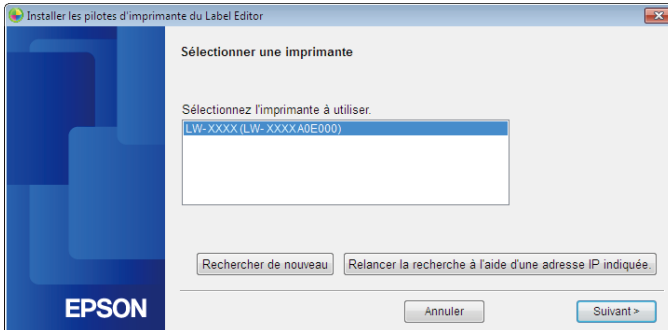 Installer les pilotes d'imprimante du Label Editor
Sélectionner une imprimante
Sélectionnez l'imprimante à utiliser.
LW-XXXX (LW-XXXXA0E000)
Rechercher de nouveau
Relancer la recherche à l'aide d'une adresse IP indiquée.
EPSON
Annuler
Suivant >